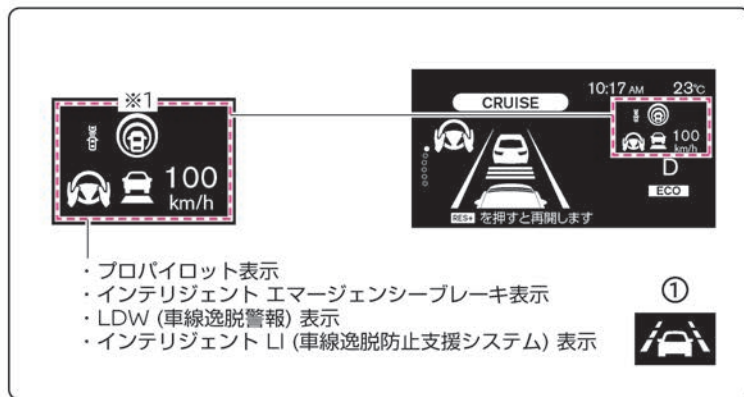 ※1
100
km/h
CRUISE
10:17 AM 23℃
100
km/h
D
ECO
RES+ を押すと再開します
・プロパイロット表示
・インテリジェント エマージェンシーブレーキ表示
・LDW (車線逸脱警報) 表示
・インテリジェント LI (車線逸脱防止支援システム) 表示
①